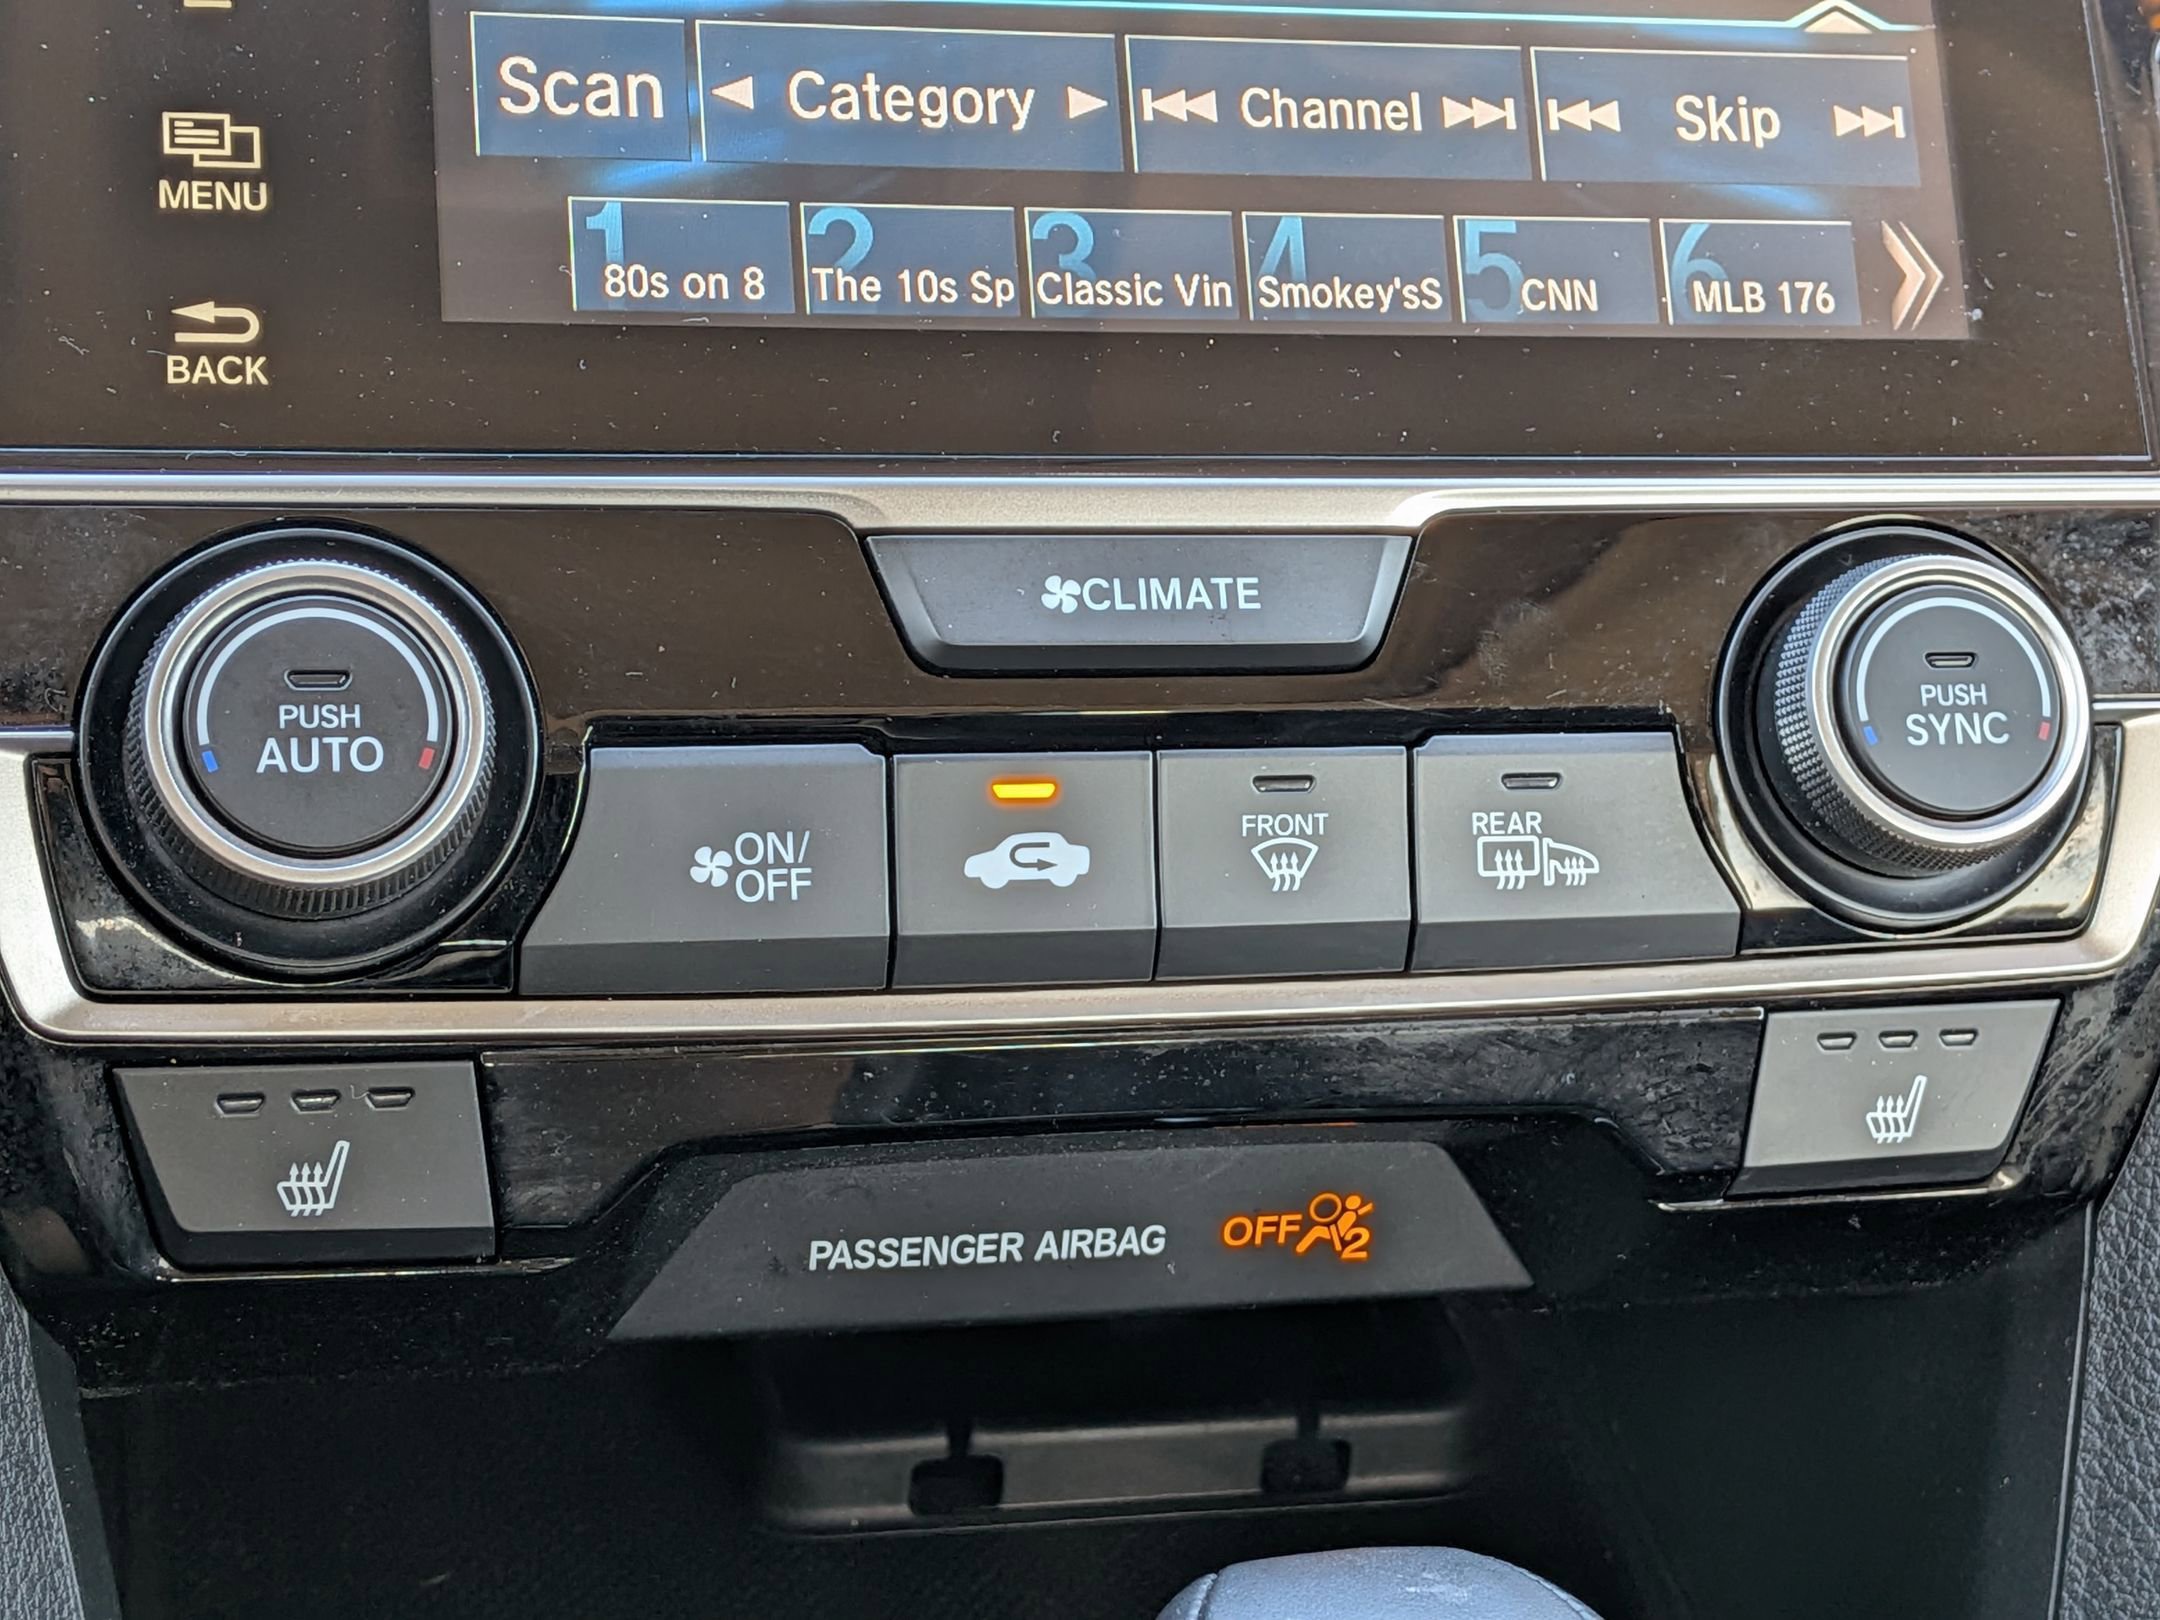 Scan Category Channel Skip
MENU
1 2 3 4 5 6
80s on 8 The 10s Sp Classic Vin Smokey'sS CNN MLB 176
BACK
CLIMATE
PUSH
AUTO
PUSH
SYNC
ON/
OFF
FRONT
REAR
PASSENGER AIRBAG OFF 2